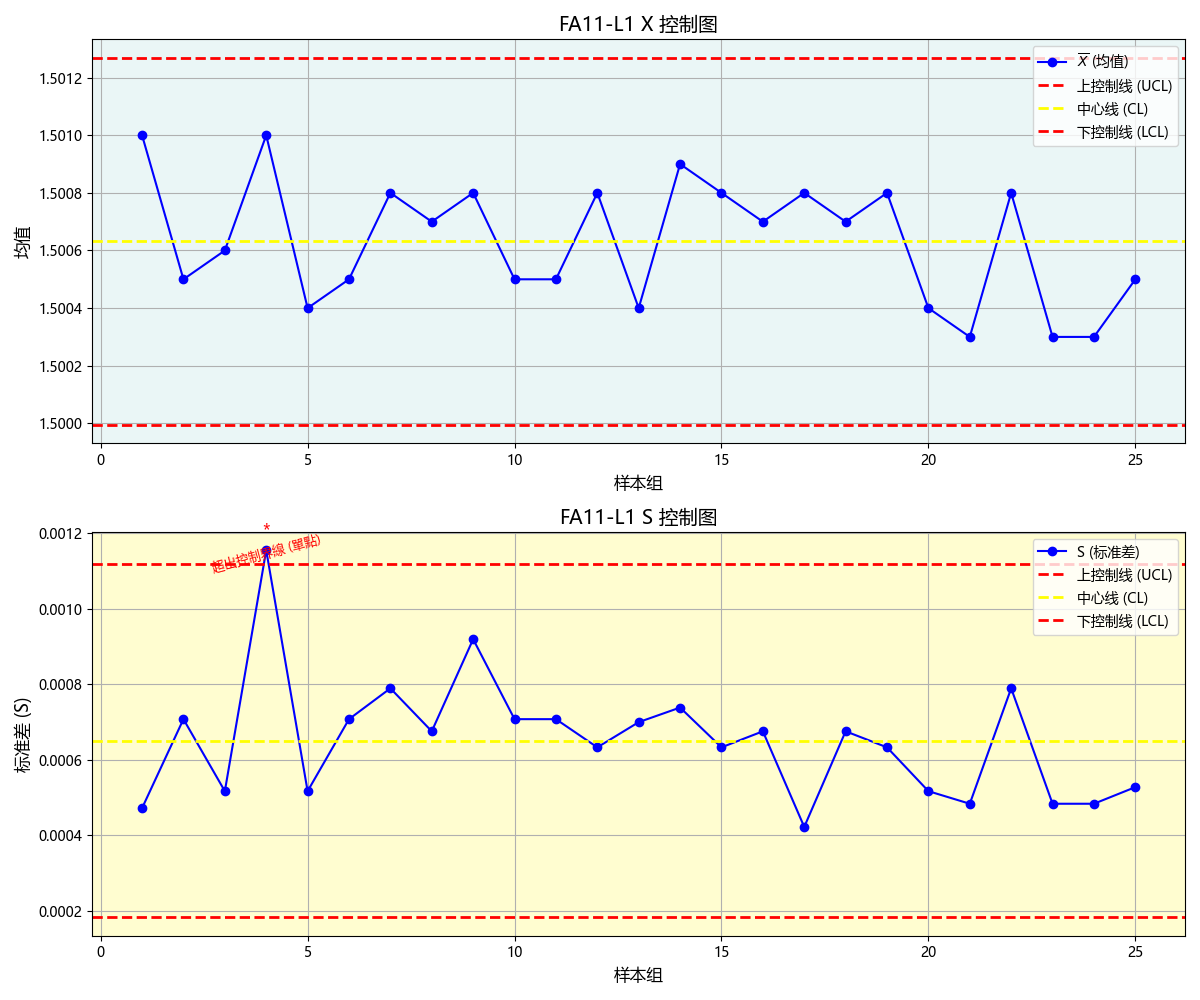 FA11-L1 X 控制图
1.5012
1.5010
1.5008
1.5006
1.5004
1.5002
1.5000
均值
X (均值)
上控制线 (UCL)
中心线 (CL)
下控制线 (LCL)
0
5
10
15
20
25
样本组
FA11-L1 S 控制图
0.0012
0.0010
0.0008
0.0006
0.0004
0.0002
标准差 (S)
*
超出控制界線 (單點)
S (标准差)
上控制线 (UCL)
中心线 (CL)
下控制线 (LCL)
0
5
10
15
20
25
样本组